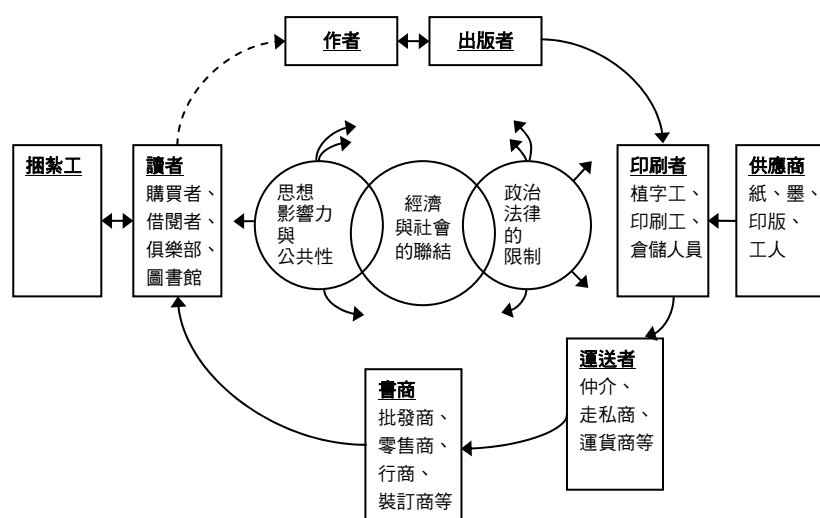 作者
出版者
捆紮工
讀者
購買者、
借閱者、
俱樂部、
圖書館
思想
影響力
與
公共性
經濟
與社會
的聯結
政治
法律
的
限制
印刷者
植字工、
印刷工、
倉儲人員
供應商
紙、墨、
印版、
工人
運送者
仲介、
走私商、
運貨商等
書商
批發商、
零售商、
行商、
裝訂商等